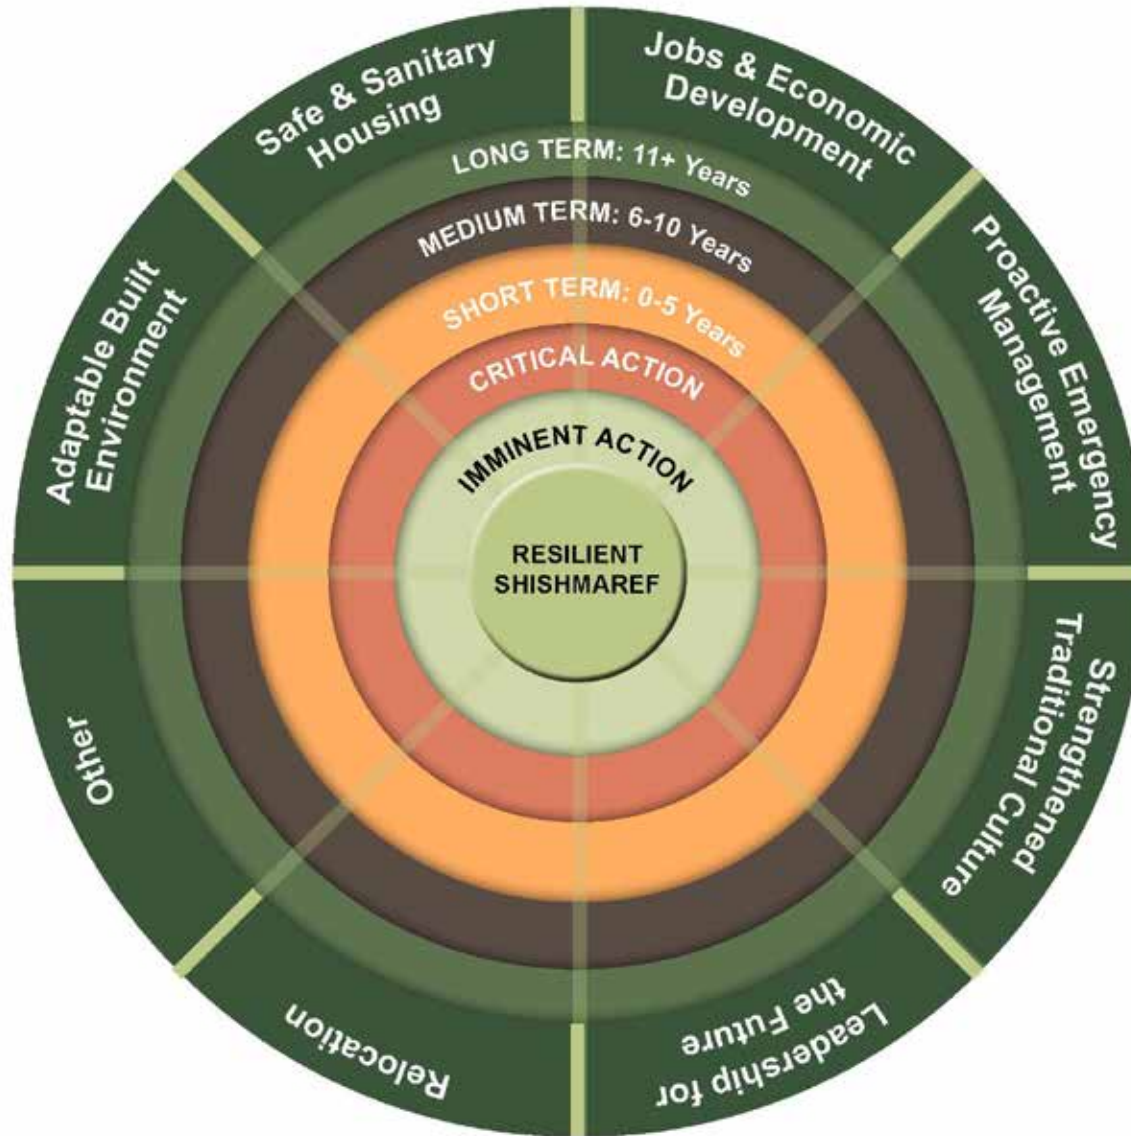 Safe & Sanitary
Housing
Jobs & Economic
Development
Proactive Emergency
Management
Strengthened
Traditional Culture
Leadership for
the Future
Relocation
Other
Adaptable Built
Environment
LONG TERM: 11+ Years
MEDIUM TERM: 6-10 Years
SHORT TERM: 0-5 Years
CRITICAL ACTION
IMMINENT ACTION
RESILIENT
SHISHMAREF